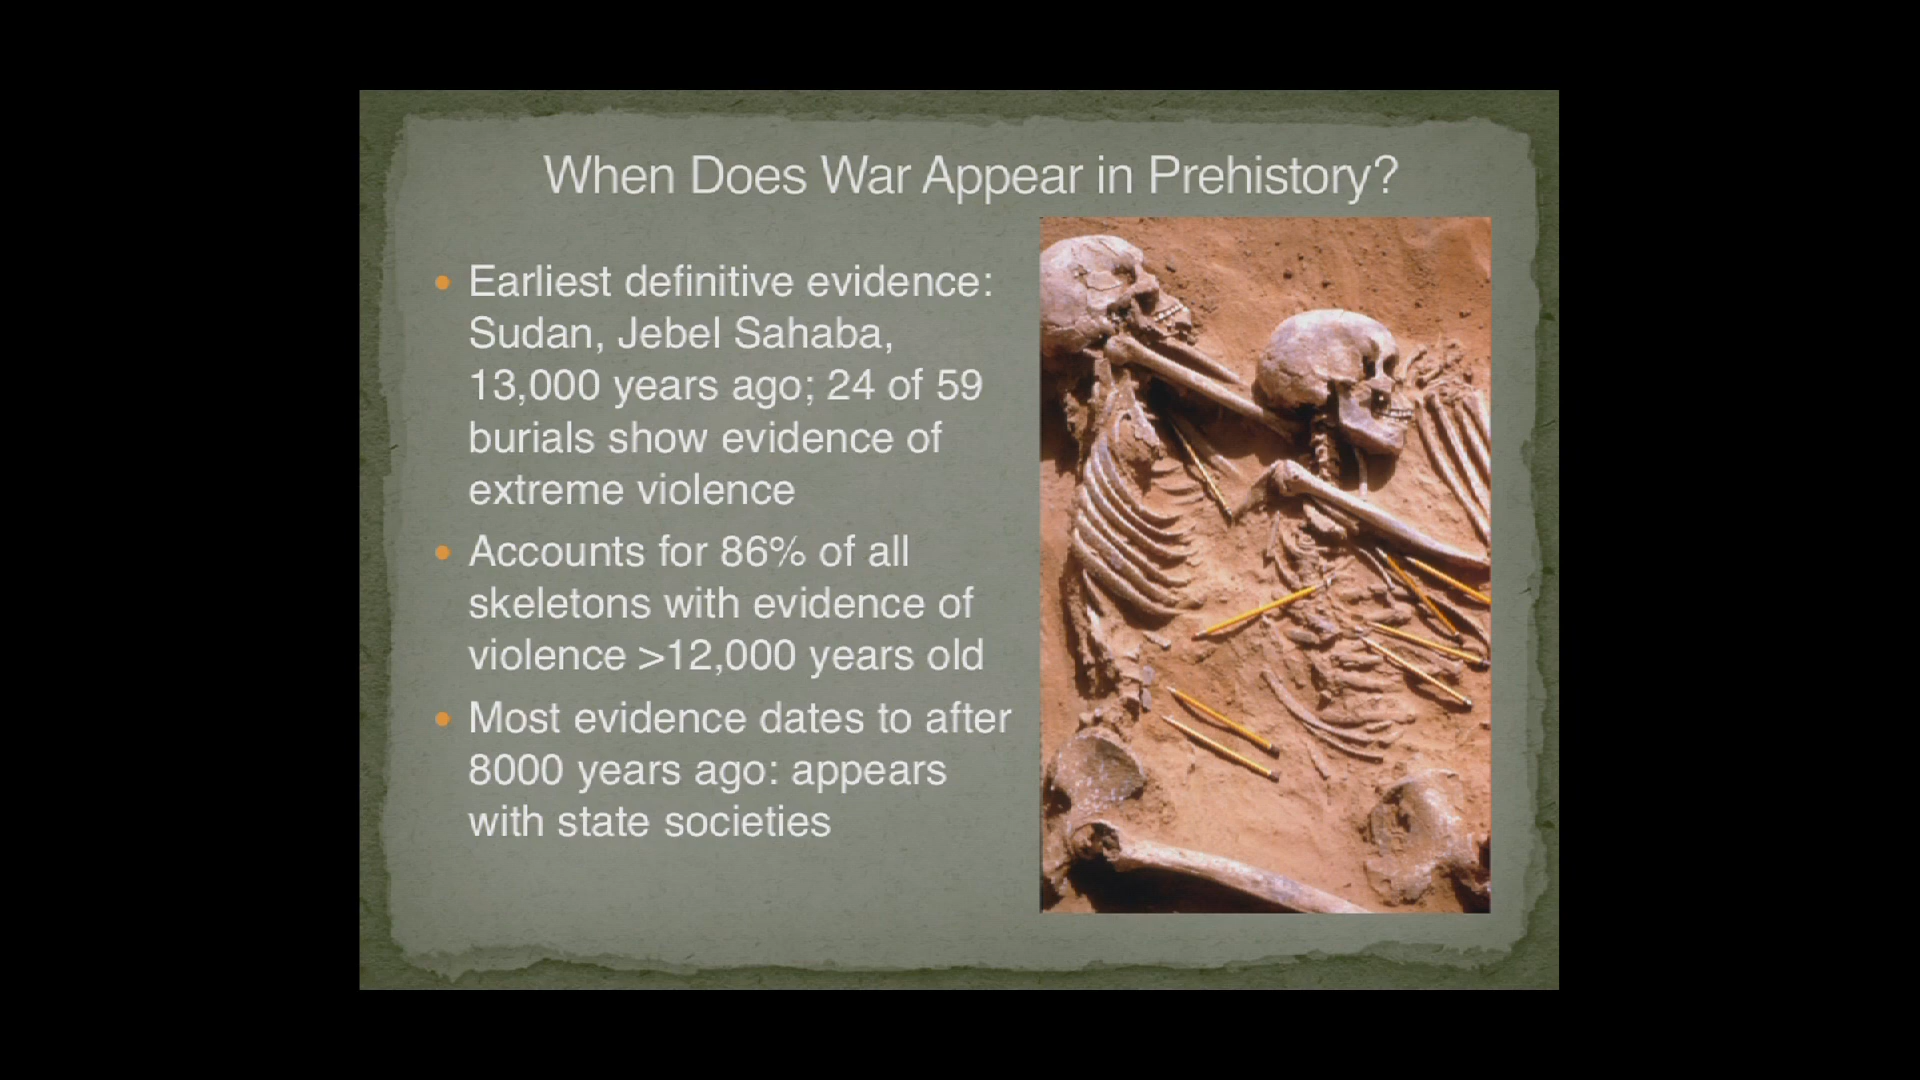 When Does War Appear in Prehistory?
Earliest definitive evidence:
Sudan, Jebel Sahaba,
13,000 years ago; 24 of 59
burials show evidence of
extreme violence
Accounts for 86% of all
skeletons with evidence of
violence >12,000 years old
Most evidence dates to after
8000 years ago: appears
with state societies